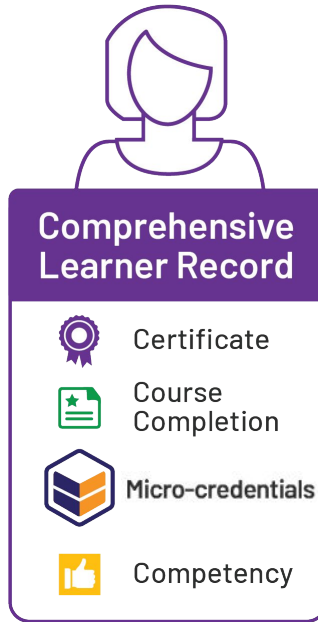 Comprehensive
Learner Record
Certificate
Course
Completion
Micro-credentials
Competency